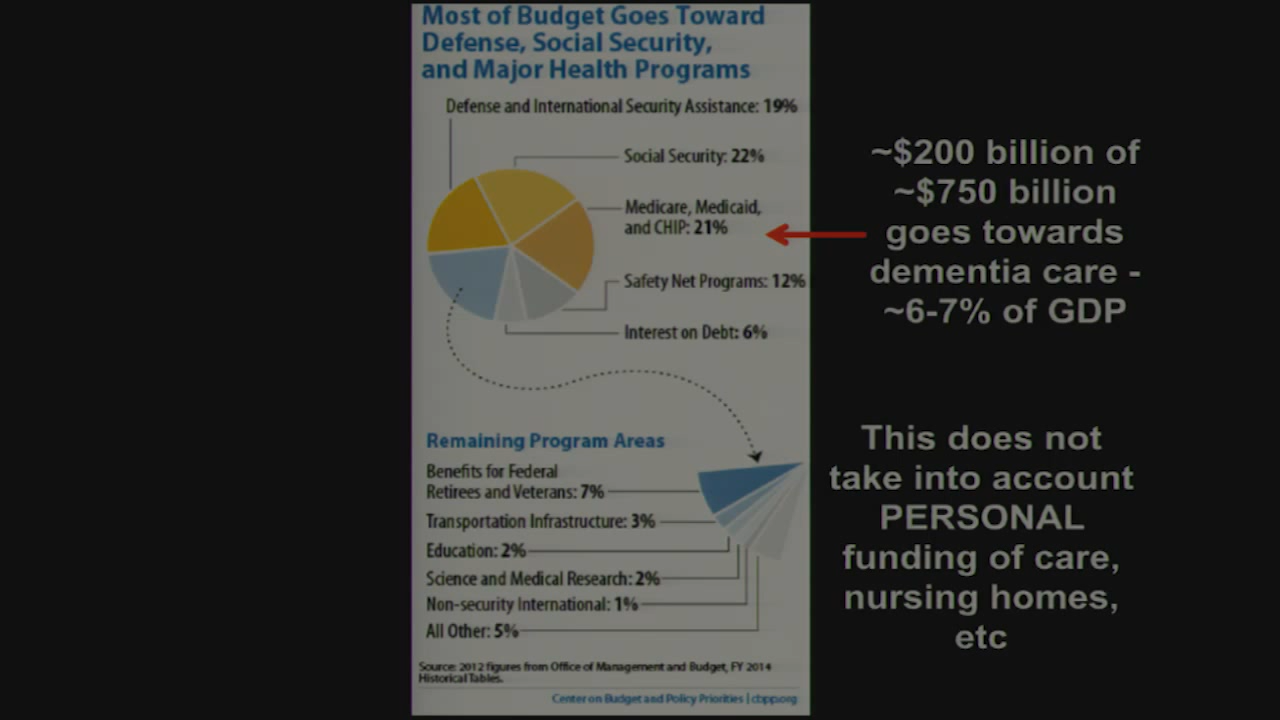 Most of Budget Goes Toward
Defense, Social Security,
and Major Health Programs
Defense and International Security Assistance: 19%
Social Security: 22%
Medicare, Medicaid,
and CHIP: 21%
Safety Net Programs: 12%
Interest on Debt: 6%
Remaining Program Areas
Benefits for Federal
Retirees and Veterans: 7%
Transportation Infrastructure: 3%
Education: 2%
Science and Medical Research: 2%
Non-security International: 1%
All Other: 5%
Source: 2012 figures from Office of Management and Budget, FY 2014
Historical Tables.
Center on Budget and Policy Priorities | cbpp.org
~$200 billion of
~$750 billion
goes towards
dementia care -
~6-7% of GDP
This does not
take into account
PERSONAL
funding of care,
nursing homes,
etc